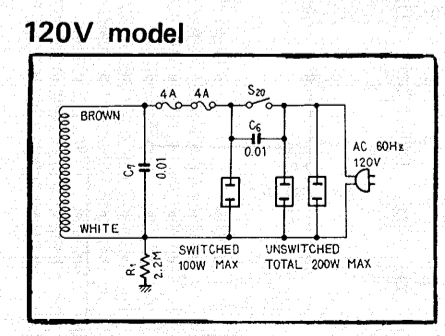 120V model
4A 4A S20
BROWN
C6
0.01
AC 60Hz
120V
C7
0.01
WHITE
R1
2.2M
SWITCHED
100W MAX
UNSWITCHED
TOTAL 200W MAX